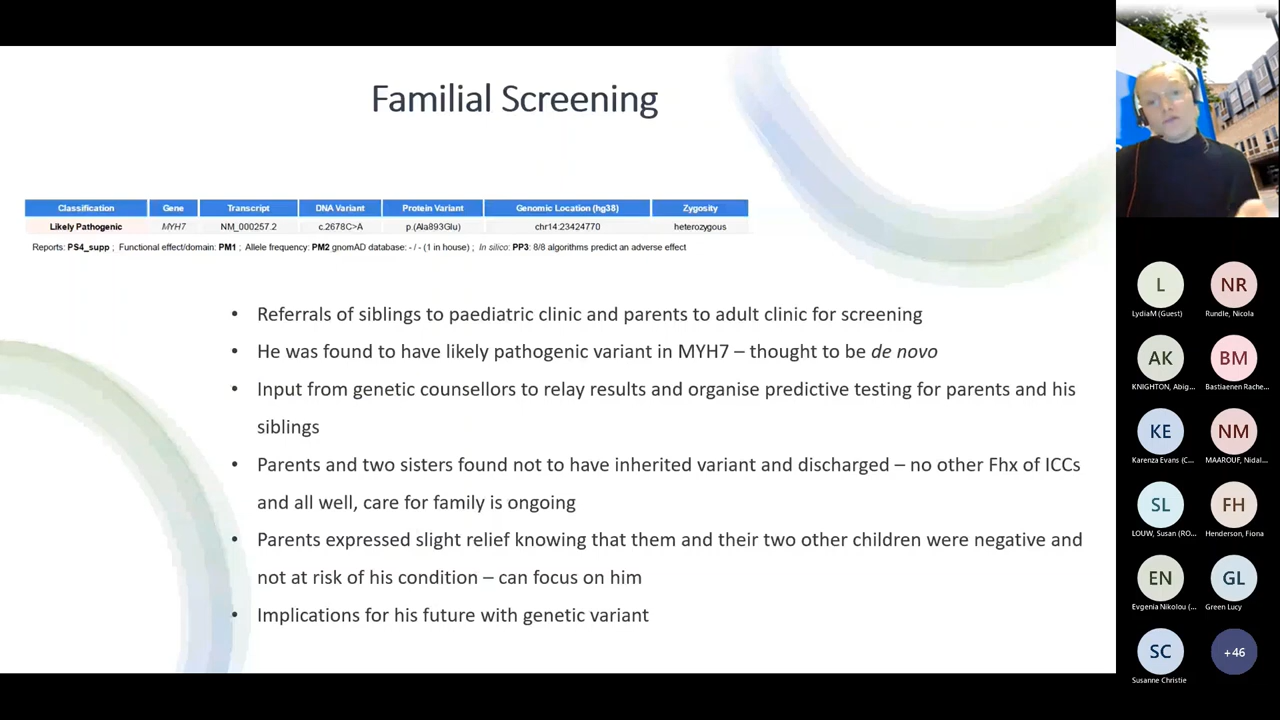 Familial Screening
Classification Gene Transcript DNA Variant Protein Variant Genomic Location (hg38) Zygosity
Likely Pathogenic MYH7 NM_000257.2 c.2678C>A p.(Ala893Glu) chr14:23424770 heterozygous
Reports: PS4_supp ; Functional effect/domain: PM1 ; Allele frequency: PM2 gnomAD database: - / - (1 in house) ; In silico: PP3: 8/8 algorithms predict an adverse effect
• Referrals of siblings to paediatric clinic and parents to adult clinic for screening
• He was found to have likely pathogenic variant in MYH7 – thought to be de novo
• Input from genetic counsellors to relay results and organise predictive testing for parents and his
siblings
• Parents and two sisters found not to have inherited variant and discharged – no other Fhx of ICCs
and all well, care for family is ongoing
• Parents expressed slight relief knowing that them and their two other children were negative and
not at risk of his condition – can focus on him
• Implications for his future with genetic variant
L NR
LydiaM (Guest) Rundle, Nicola
AK BM
KNIGHTON, Abig... Bastiaenen Rache...
KE NM
Karenza Evans (C... MAAROUF, Nidal...
SL FH
LOUW, Susan (RO... Henderson, Fiona
EN GL
Evgenia Nikolou (... Green Lucy
SC +46
Susanne Christie